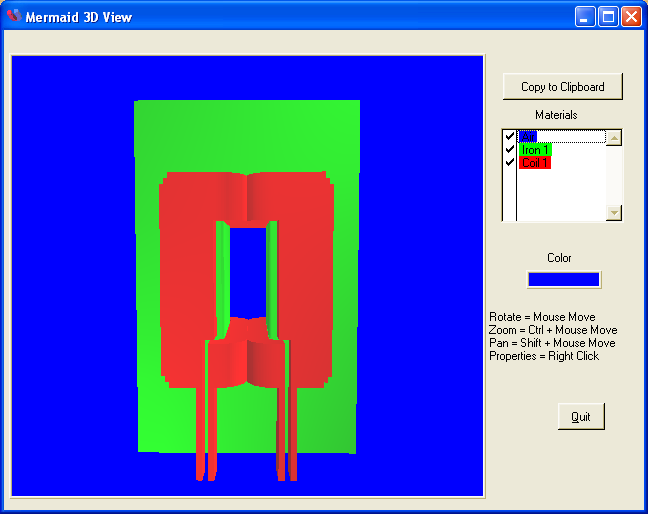 Mermaid 3D View
Copy to Clipboard
Materials
Air
Iron 1
Coil 1
Color
Rotate = Mouse Move
Zoom = Ctrl + Mouse Move
Pan = Shift + Mouse Move
Properties = Right Click
Quit